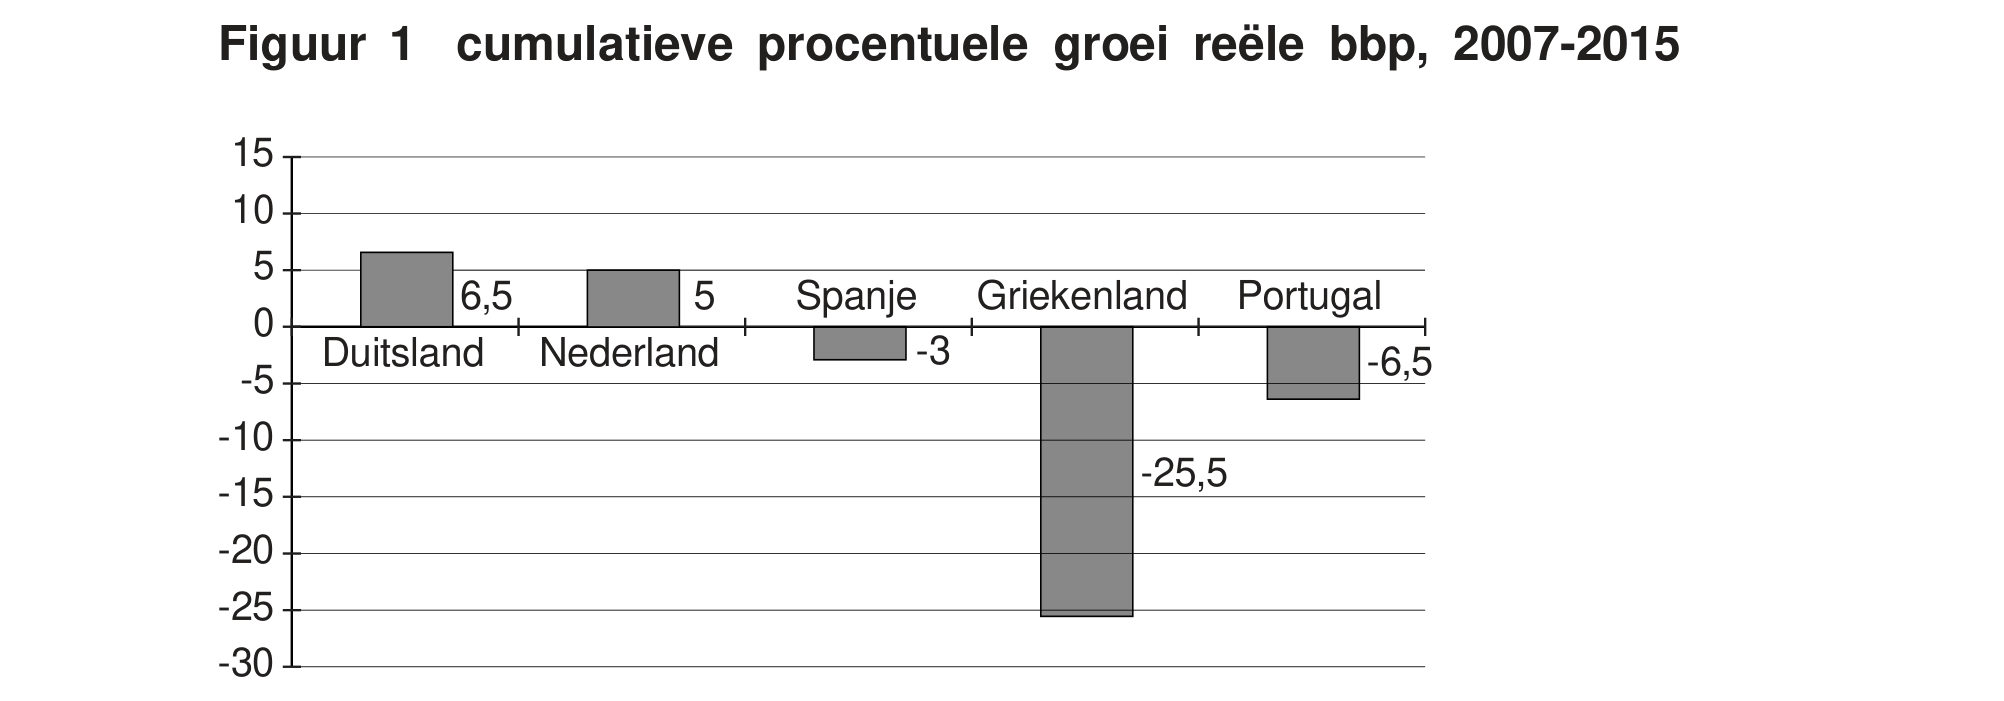 Figuur 1 cumulatieve procentuele groei reële bbp, 2007-2015
15
10
5
0
-5
-10
-15
-20
-25
-30
6,5
5
Spanje
Griekenland
Portugal
Duitsland
Nederland
-3
-6,5
-25,5